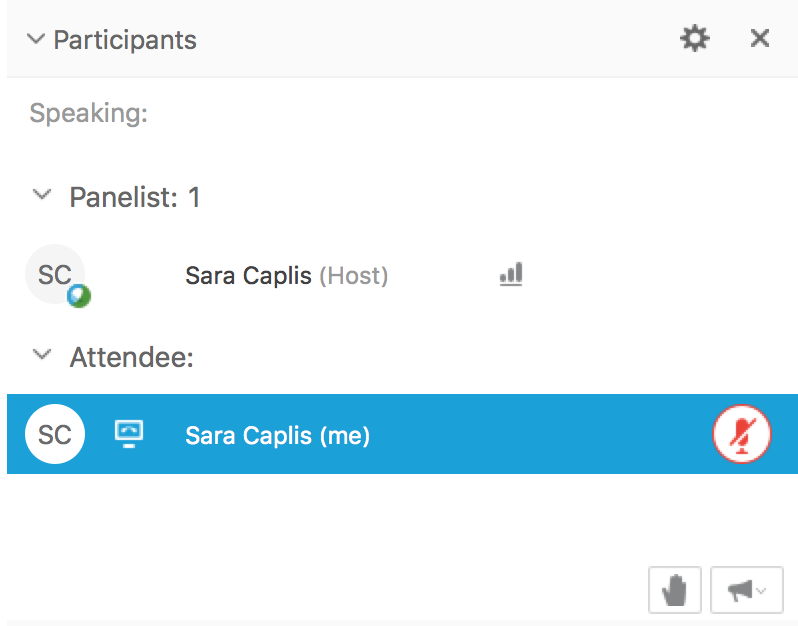 Participants
Speaking:
Panelist: 1
SC
Sara Caplis (Host)
Attendee:
SC
Sara Caplis (me)